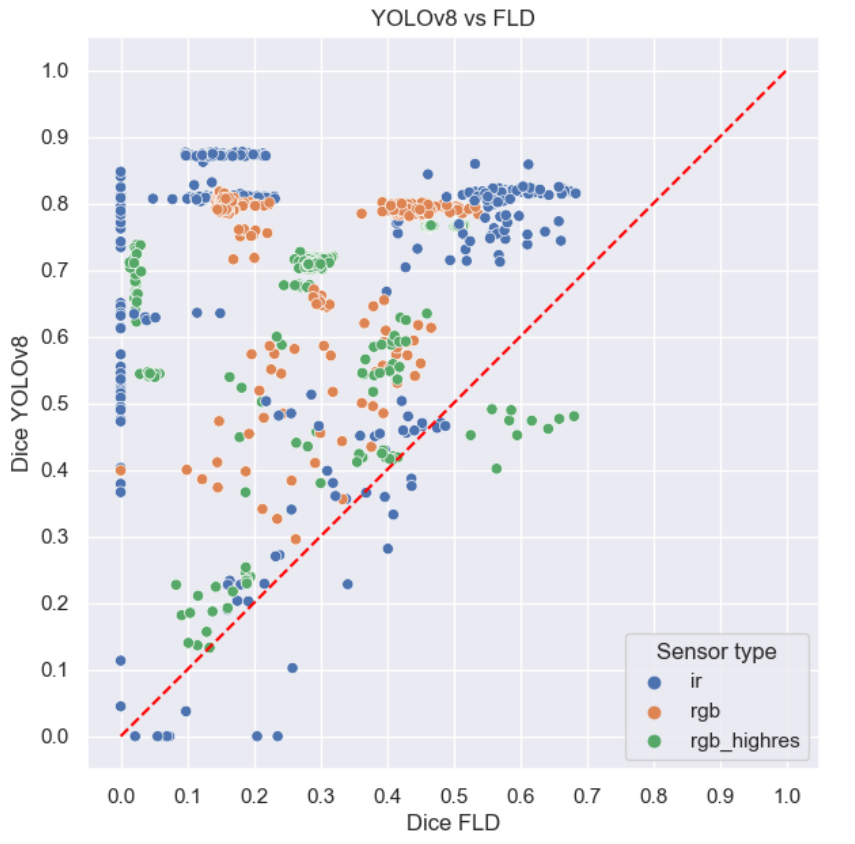 YOLOv8 vs FLD
1.0
0.9
0.8
0.7
0.6
0.5
0.4
0.3
0.2
0.1
0.0
Dice YOLOv8
Sensor type
ir
rgb
rgb_highres
0.0 0.1 0.2 0.3 0.4 0.5 0.6 0.7 0.8 0.9 1.0
Dice FLD